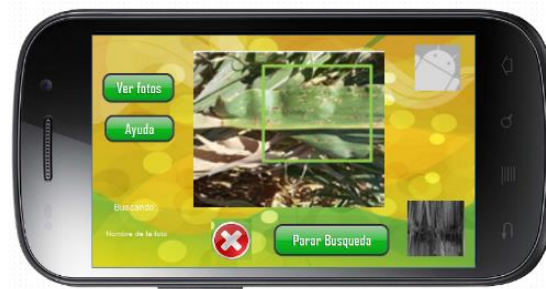 Ver fotos
Ayuda
Buscando...
Nombre de la foto
Parar Busqueda